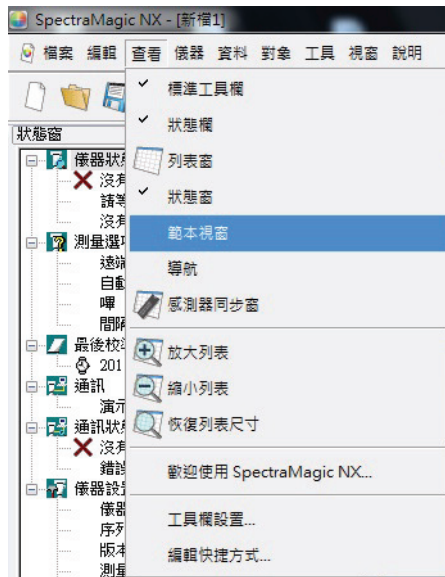 SpectraMagic NX - [新檔1]
檔案 編輯 查看 儀器 資料 對象 工具 視窗 說明
標準工具欄
狀態窗
狀態欄
儀器狀
列表窗
沒有
狀態窗
諸等
沒有
範本視窗
測量選項
遠端
導航
自動
感測器同步窗
嗶
間隔
最後校準
放大列表
201
縮小列表
通訊
演示
恢復列表尺寸
通訊狀
沒有
歡迎使用 SpectraMagic NX...
錯誤
儀器設
儀器
工具欄設置...
序列
版本
編輯快捷方式...
測量